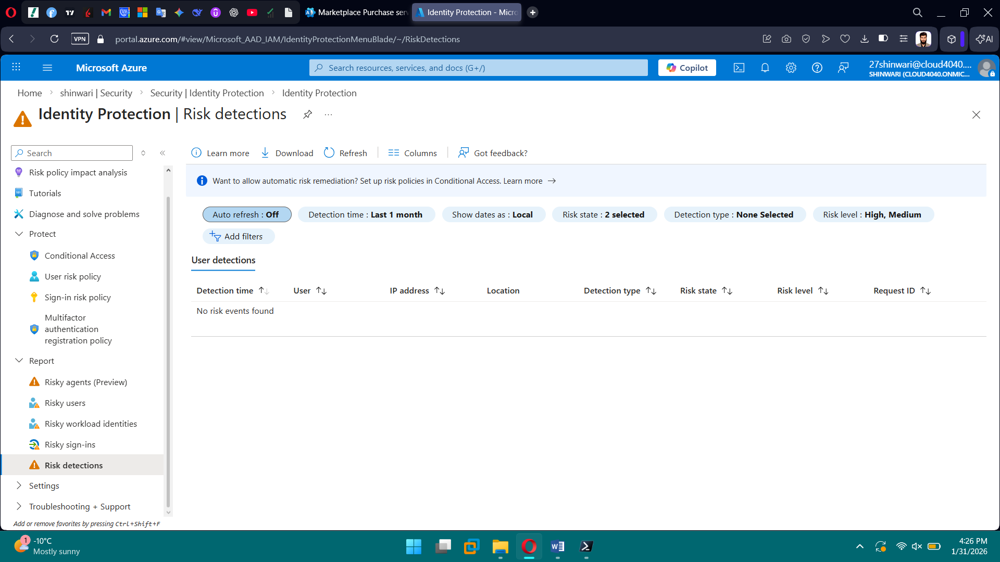 Marketplace Purchase ser
Identity Protection - Micro
VPN
portal.azure.com/#view/Microsoft_AAD_IAM/IdentityProtectionMenuBlade/~/RiskDetections
AI
Microsoft Azure
Search resources, services, and docs (G+/)
Copilot
27shinwari@cloud4040....
SHINWARI (CLOUD4040.ONMIC...
Home > shinwari | Security > Security | Identity Protection > Identity Protection
Identity Protection | Risk detections
Search
Risk policy impact analysis
Tutorials
Diagnose and solve problems
Protect
Conditional Access
User risk policy
Sign-in risk policy
Multifactor
authentication
registration policy
Report
Risky agents (Preview)
Risky users
Risky workload identities
Risky sign-ins
Risk detections
Settings
Troubleshooting + Support
Add or remove favorites by pressing Ctrl+Shift+F
Learn more
Download
Refresh
Columns
Got feedback?
Want to allow automatic risk remediation? Set up risk policies in Conditional Access. Learn more →
Auto refresh : Off
Detection time : Last 1 month
Show dates as : Local
Risk state : 2 selected
Detection type : None Selected
Risk level : High, Medium
Add filters
User detections
Detection time
User
IP address
Location
Detection type
Risk state
Risk level
Request ID
No risk events found
1
-10°C
Mostly sunny
4:26 PM
1/31/2026